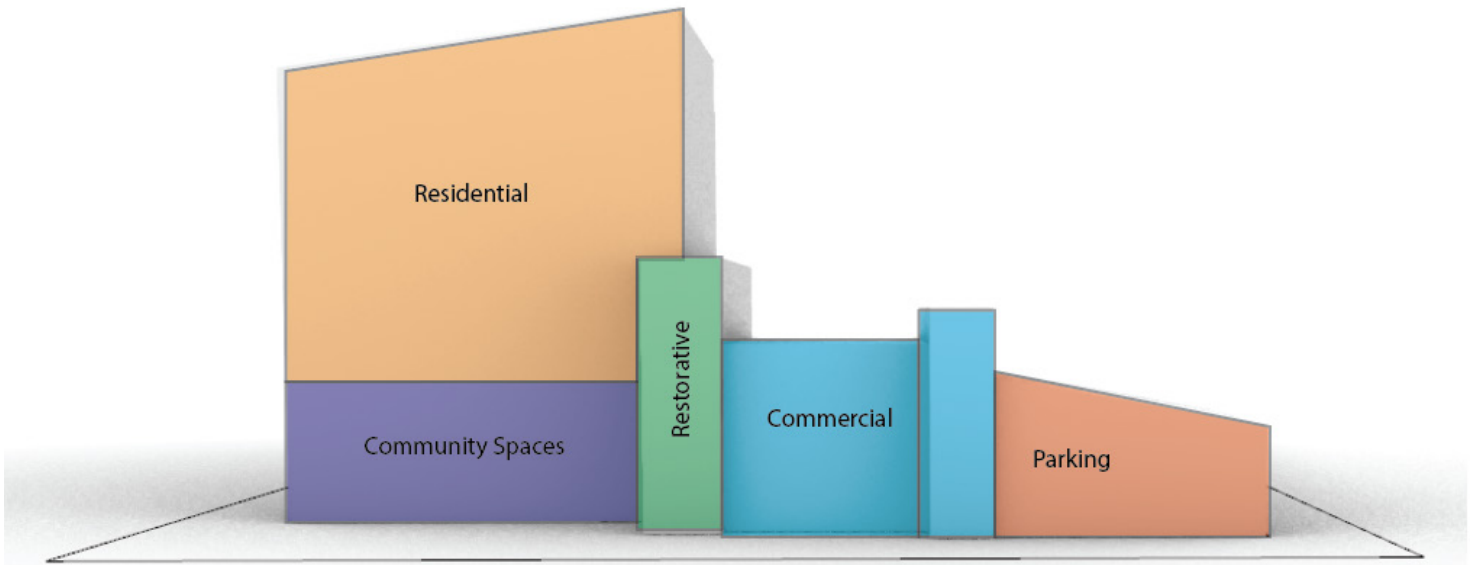 Residential
Community Spaces
Restorative
Commercial
Parking